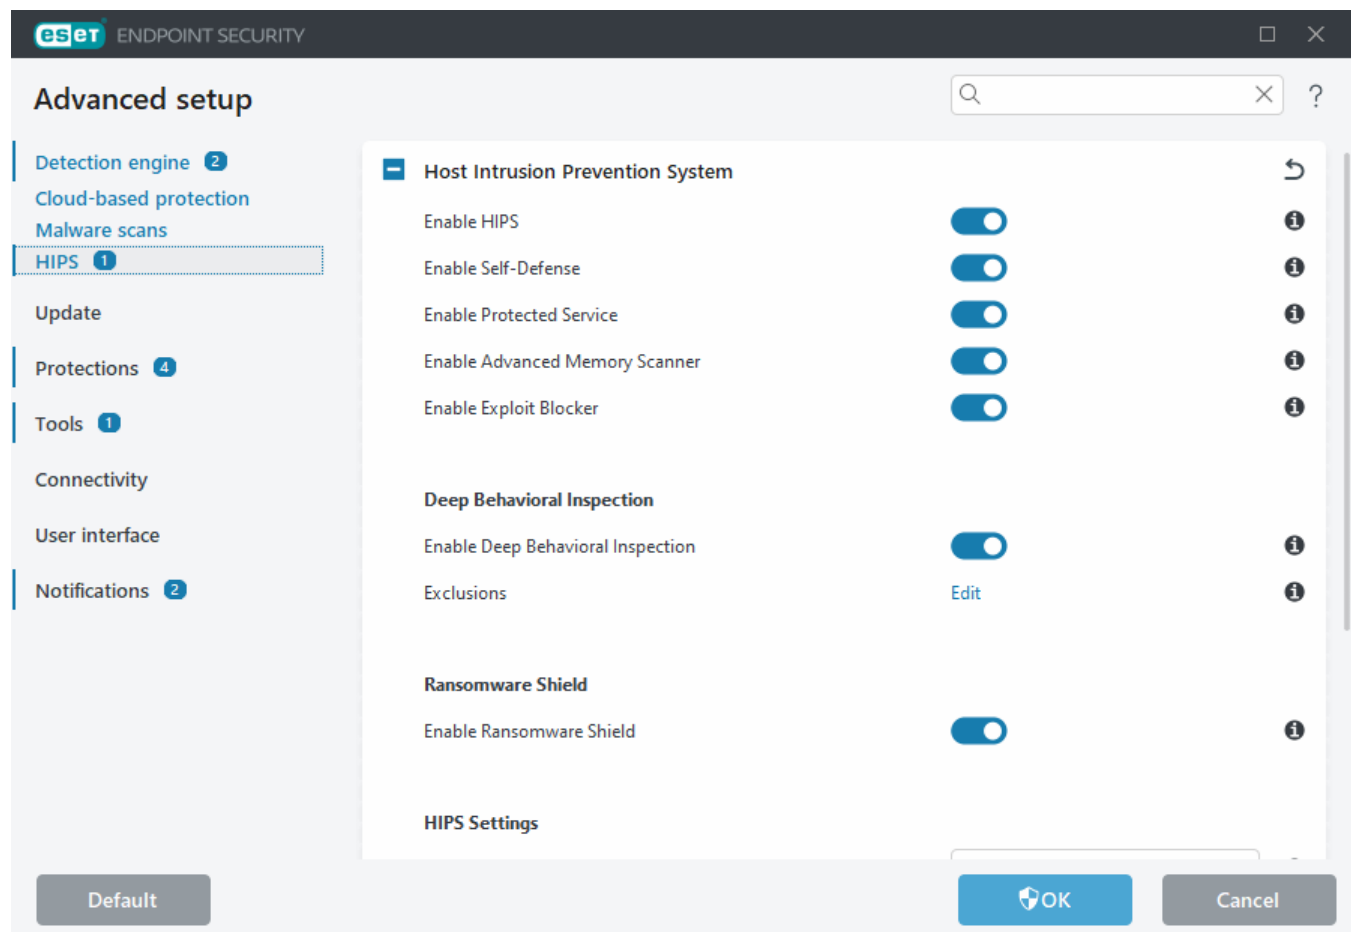 eset ENDPOINT SECURITY
Advanced setup
?
Detection engine 2
Cloud-based protection
Malware scans
HIPS 1
Update
Protections 4
Tools 1
Connectivity
User interface
Notifications 2
Host Intrusion Prevention System
Enable HIPS
Enable Self-Defense
Enable Protected Service
Enable Advanced Memory Scanner
Enable Exploit Blocker
Deep Behavioral Inspection
Enable Deep Behavioral Inspection
Exclusions Edit
Ransomware Shield
Enable Ransomware Shield
HIPS Settings
Default
OK
Cancel